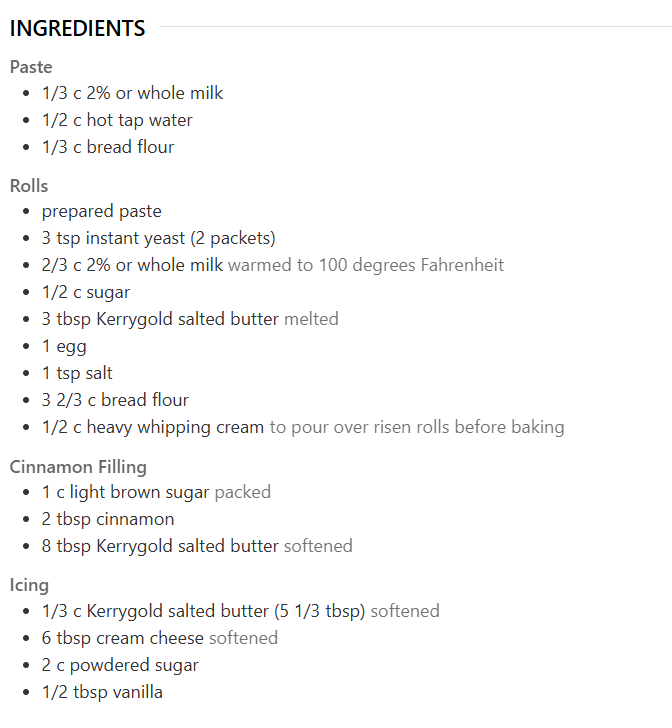 INGREDIENTS
Paste
• 1/3 c 2% or whole milk
• 1/2 c hot tap water
• 1/3 c bread flour
Rolls
• prepared paste
• 3 tsp instant yeast (2 packets)
• 2/3 c 2% or whole milk warmed to 100 degrees Fahrenheit
• 1/2 c sugar
• 3 tbsp Kerrygold salted butter melted
• 1 egg
• 1 tsp salt
• 3 2/3 c bread flour
• 1/2 c heavy whipping cream to pour over risen rolls before baking
Cinnamon Filling
• 1 c light brown sugar packed
• 2 tbsp cinnamon
• 8 tbsp Kerrygold salted butter softened
Icing
• 1/3 c Kerrygold salted butter (5 1/3 tbsp) softened
• 6 tbsp cream cheese softened
• 2 c powdered sugar
• 1/2 tbsp vanilla